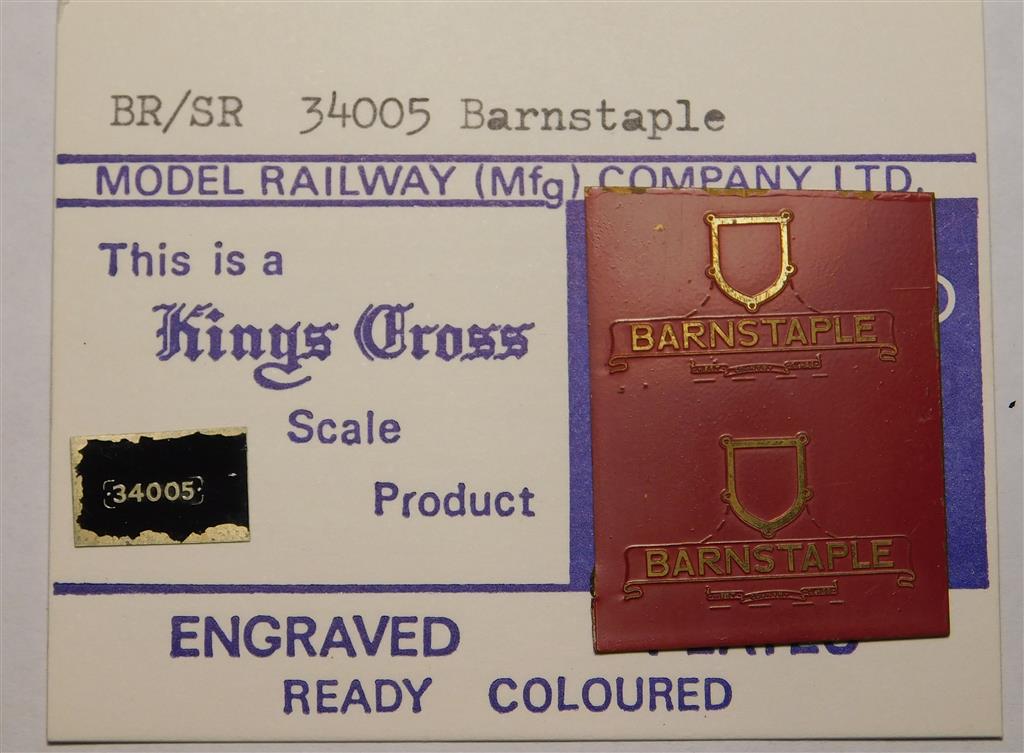 BR/SR 34005 Barnstaple
MODEL RAILWAY (Mfg) COMPANY LTD.
This is a
Kings Cross
Scale
Product
34005
BARNSTAPLE
BARNSTAPLE
ENGRAVED
READY COLOURED